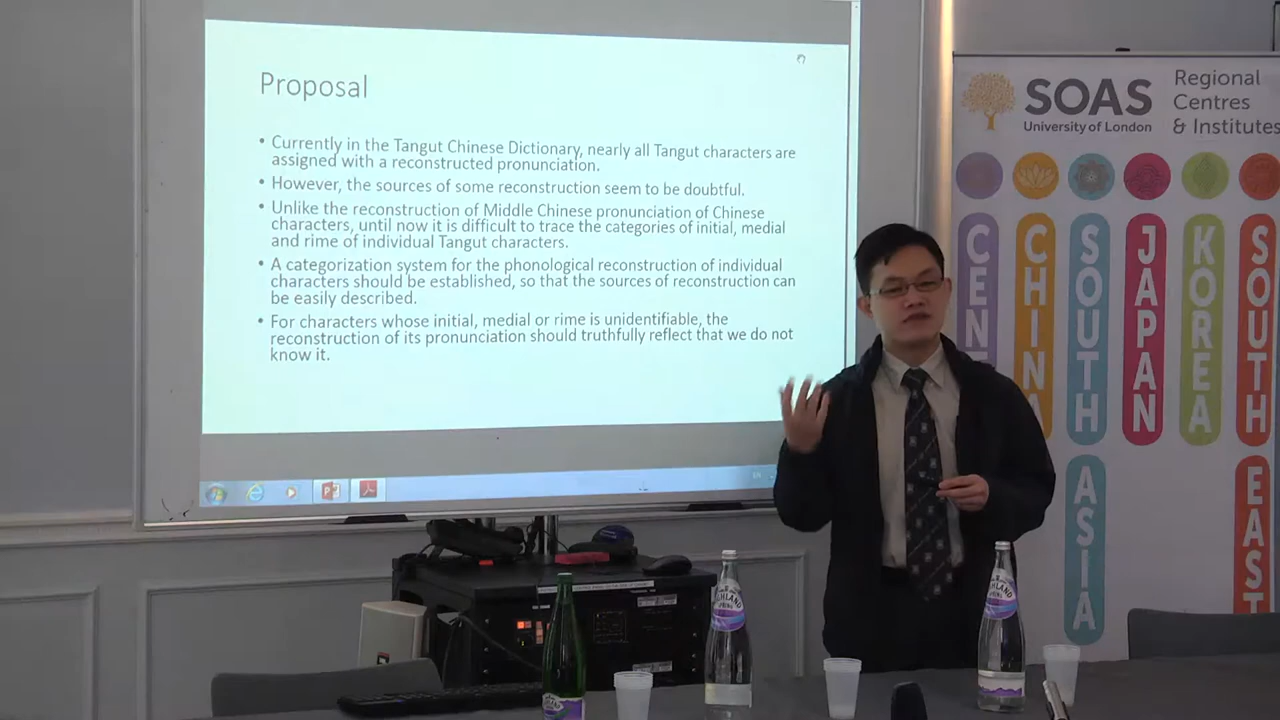 Proposal
• Currently in the Tangut Chinese Dictionary, nearly all Tangut characters are
assigned with a reconstructed pronunciation.
• However, the sources of some reconstruction seem to be doubtful.
• Unlike the reconstruction of Middle Chinese pronunciation of Chinese
characters, until now it is difficult to trace the categories of initial, medial
and rime of individual Tangut characters.
• A categorization system for the phonological reconstruction of individual
characters should be established, so that the sources of reconstruction can
be easily described.
• For characters whose initial, medial or rime is unidentifiable, the
reconstruction of its pronunciation should truthfully reflect that we do not
know it.
SOAS
University of London
Regional
Centres
& Institutes
CENT
CHINA
SOUTH
ASIA
JAPAN
KOREA
SOUTH
EAST